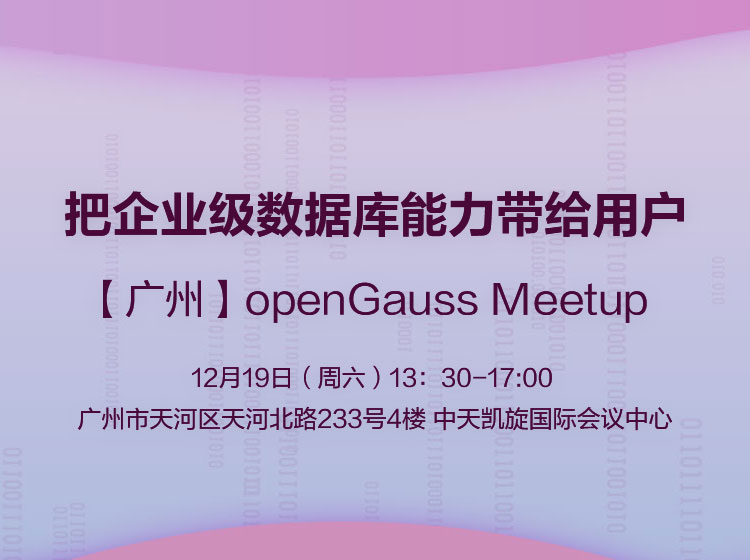 把企业级数据库能力带给用户
【广州】openGauss Meetup
12月19日（周六）13：30-17:00
广州市天河区天河北路233号4楼 中天凯旋国际会议中心